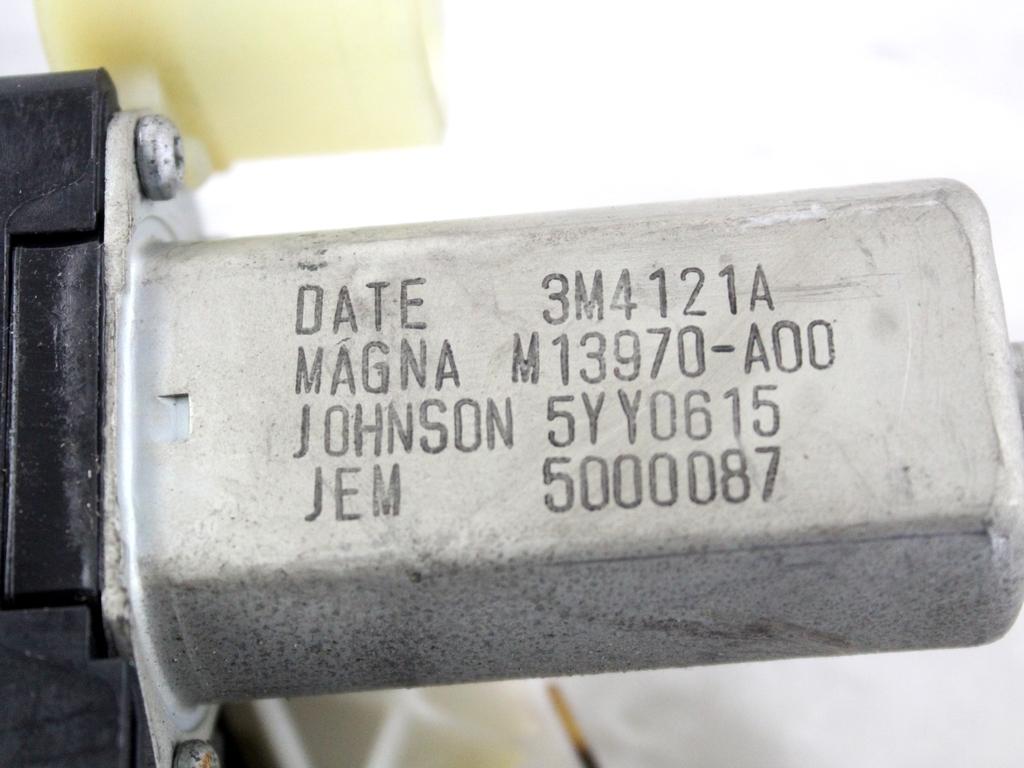 DATE 3M4121A
MAGNA M13970-A00
JOHNSON 5YY0615
JEM 5000087